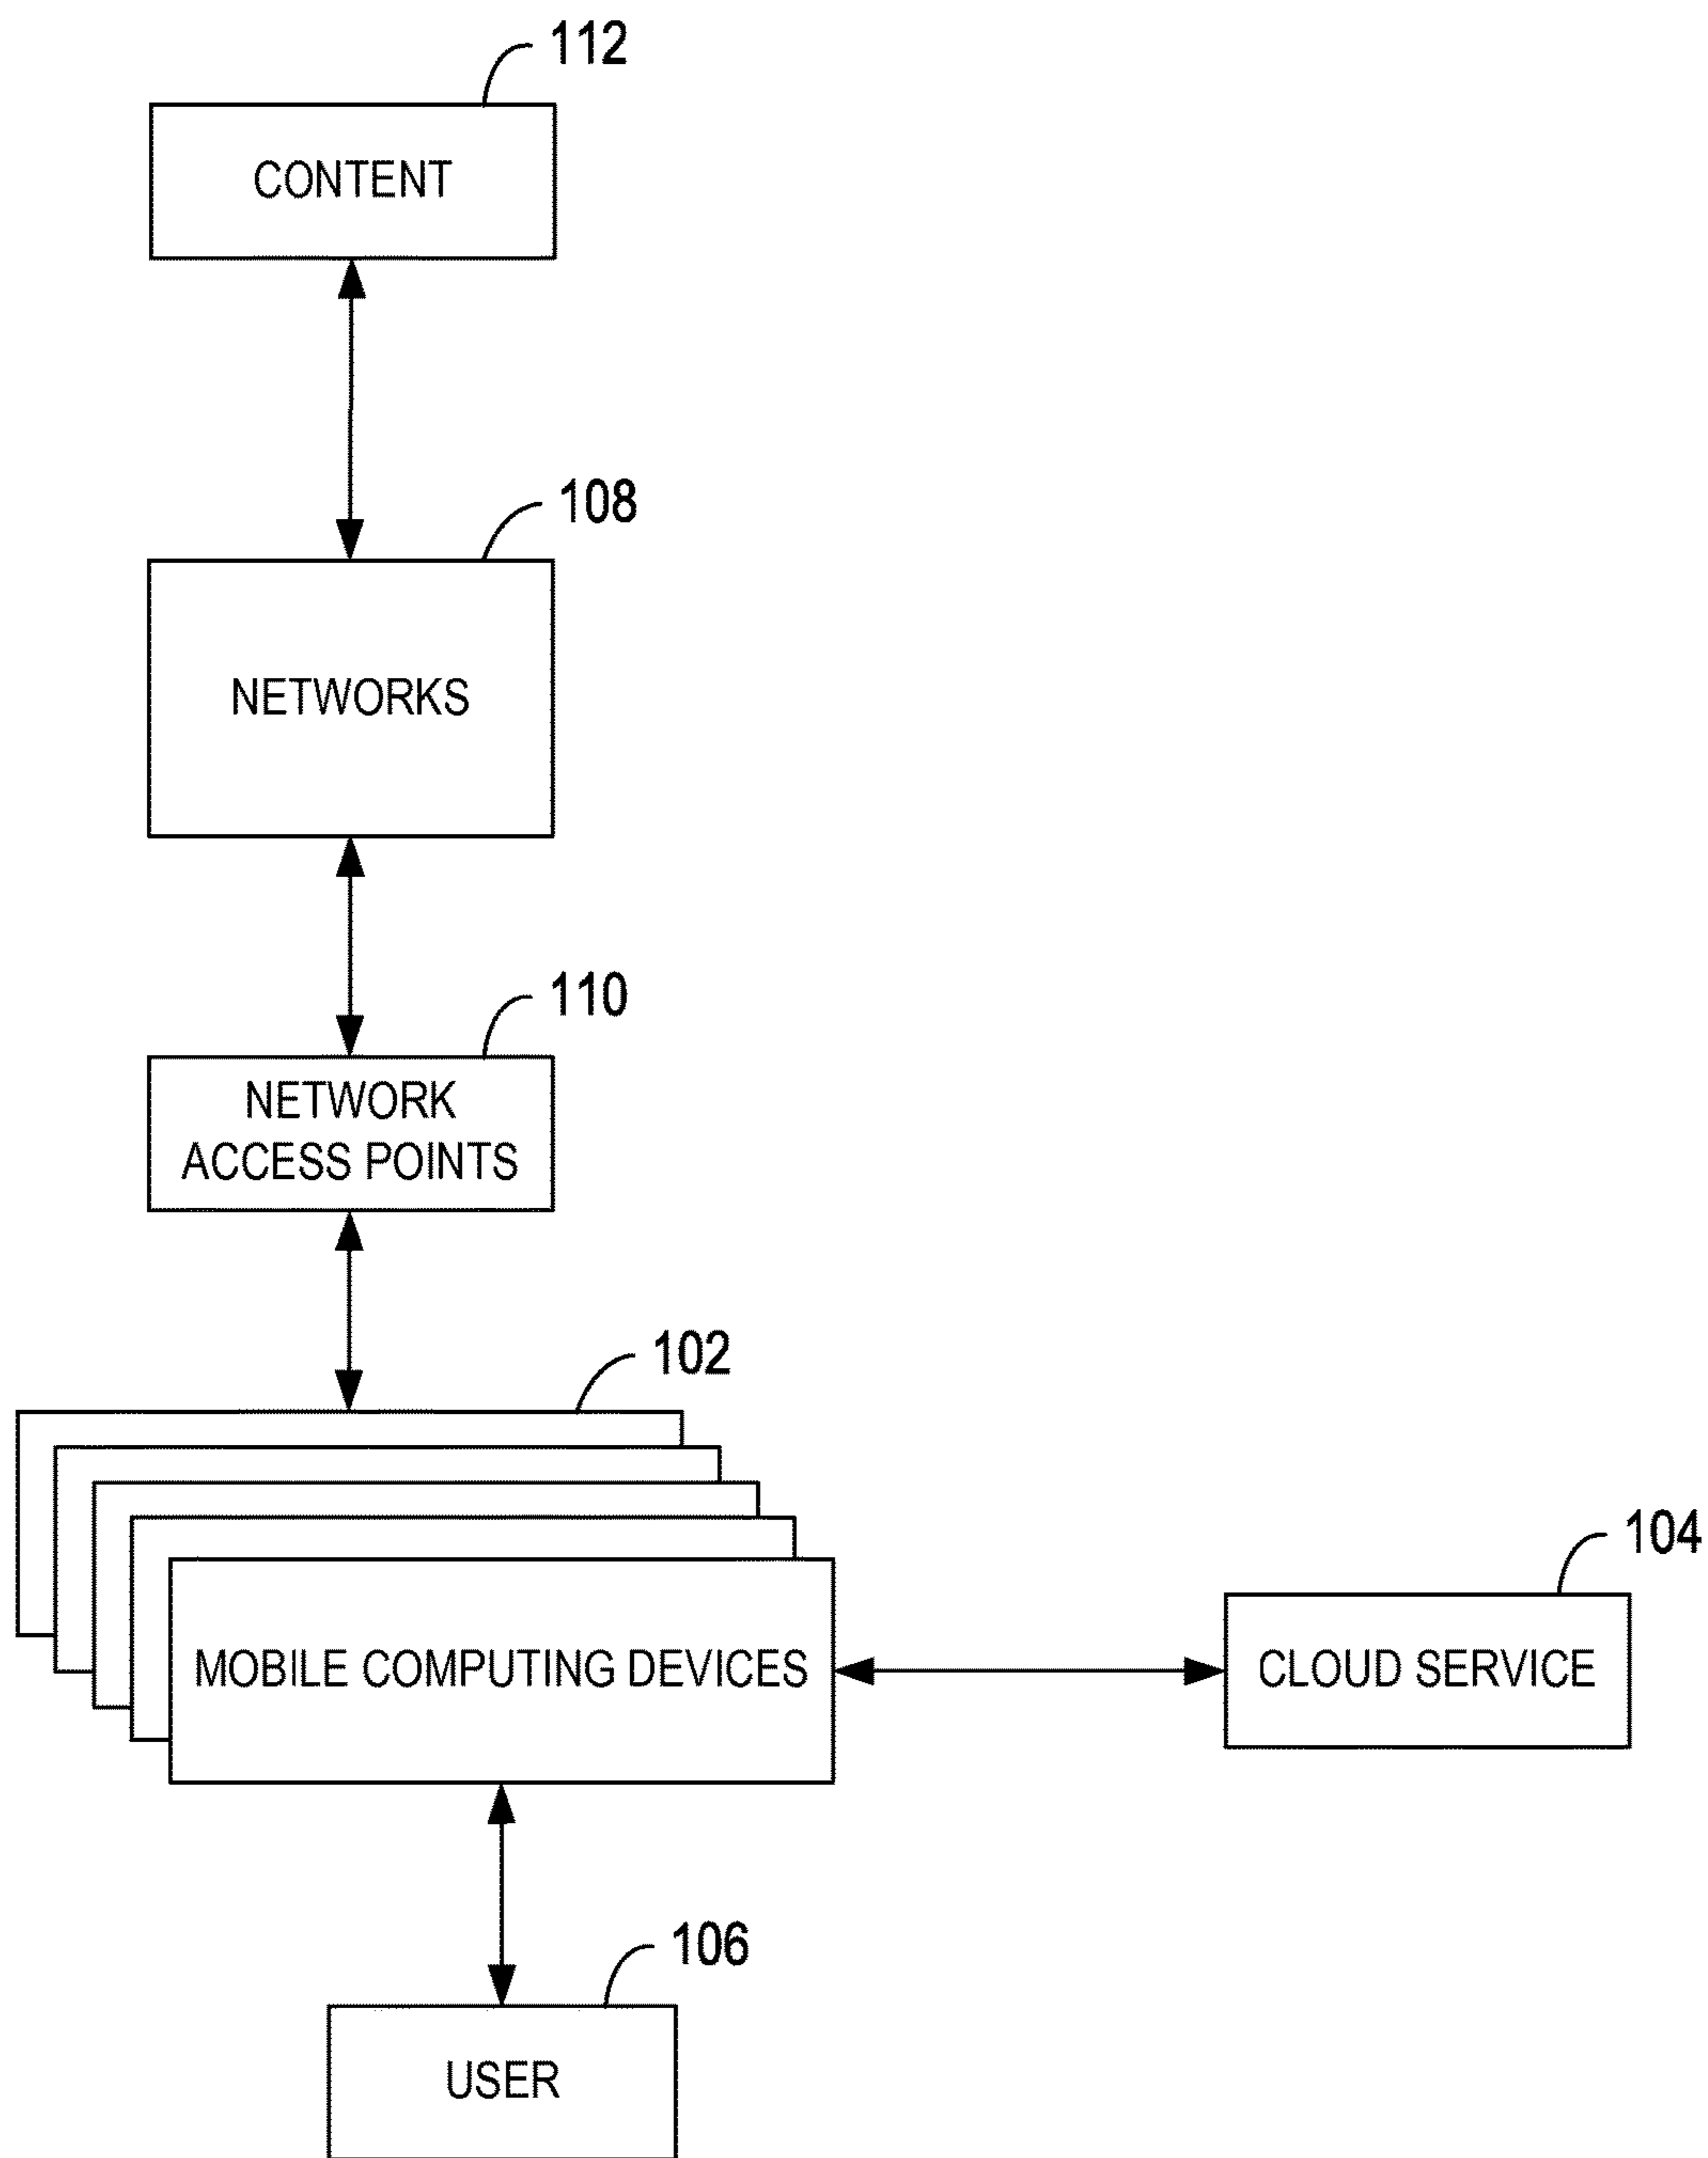 112
CONTENT
108
NETWORKS
110
NETWORK
ACCESS POINTS
102
104
MOBILE COMPUTING DEVICES
CLOUD SERVICE
106
USER